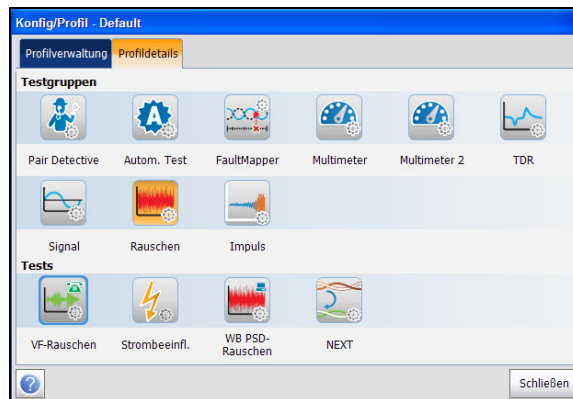 Konfig/Profil - Default
Profilverwaltung Profildetails
Testgruppen
Pair Detective Autom. Test FaultMapper Multimeter Multimeter 2 TDR
Signal Rauschen Impuls
Tests
VF-Rauschen Strombeeinfl. WB PSD-
Rauschen NEXT
? Schließen